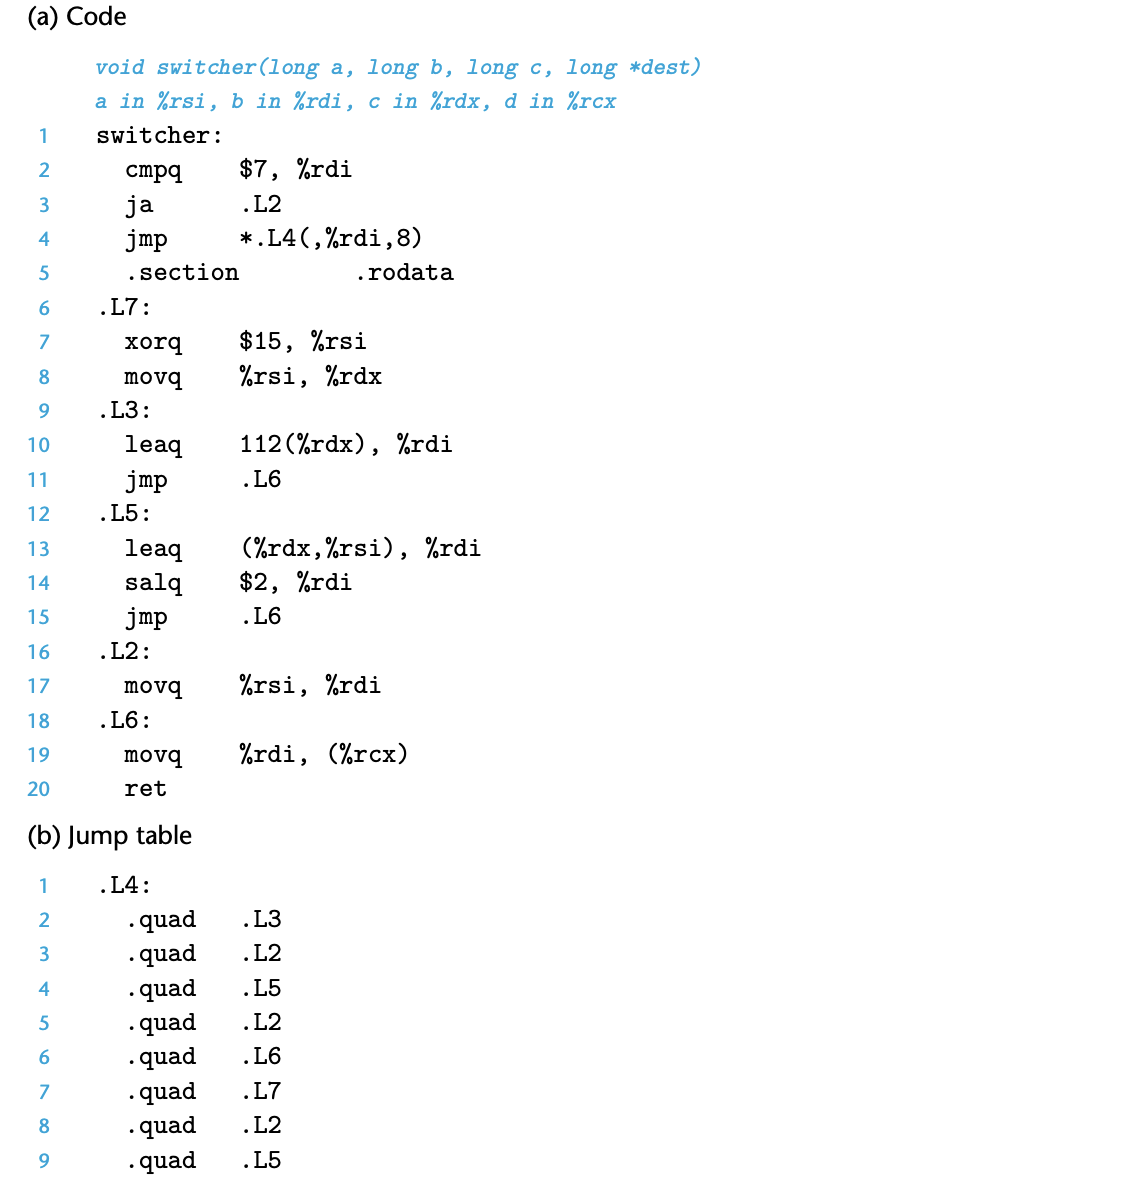 (a) Code
void switcher(long a, long b, long c, long *dest)
a in %rsi, b in %rdi, c in %rdx, d in %rcx
1 switcher:
2 cmpq $7, %rdi
3 ja .L2
4 jmp *.L4(,%rdi,8)
5 .section .rodata
6 .L7:
7 xorq $15, %rsi
8 movq %rsi, %rdx
9 .L3:
10 leaq 112(%rdx), %rdi
11 jmp .L6
12 .L5:
13 leaq (%rdx,%rsi), %rdi
14 salq $2, %rdi
15 jmp .L6
16 .L2:
17 movq %rsi, %rdi
18 .L6:
19 movq %rdi, (%rcx)
20 ret
(b) Jump table
1 .L4:
2 .quad .L3
3 .quad .L2
4 .quad .L5
5 .quad .L2
6 .quad .L6
7 .quad .L7
8 .quad .L2
9 .quad .L5